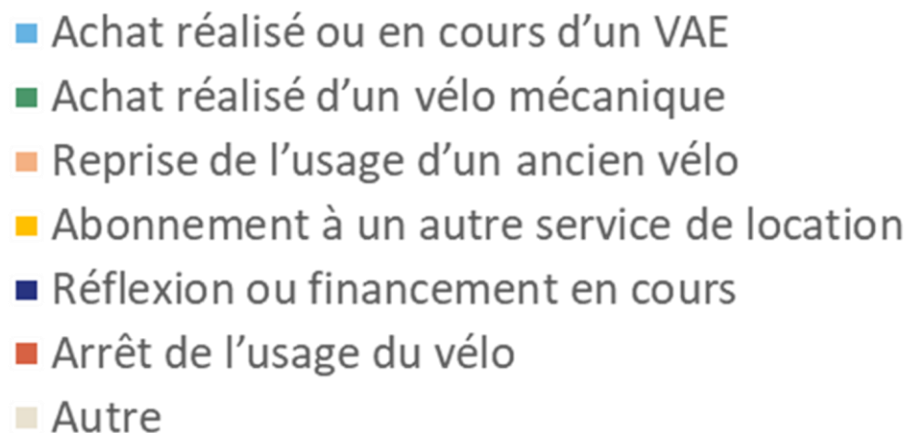 Achat réalisé ou en cours d’un VAE
Achat réalisé d’un vélo mécanique
Reprise de l’usage d’un ancien vélo
Abonnement à un autre service de location
Réflexion ou financement en cours
Arrêt de l’usage du vélo
Autre